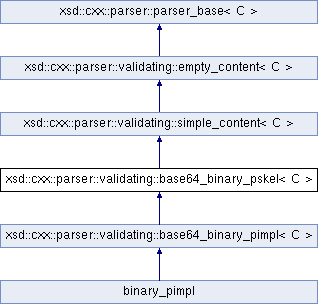 xsd::cxx::parser::parser_base< C >
xsd::cxx::parser::validating::empty_content< C >
xsd::cxx::parser::validating::simple_content< C >
xsd::cxx::parser::validating::base64_binary_pskel< C >
xsd::cxx::parser::validating::base64_binary_pimpl< C >
binary_pimpl